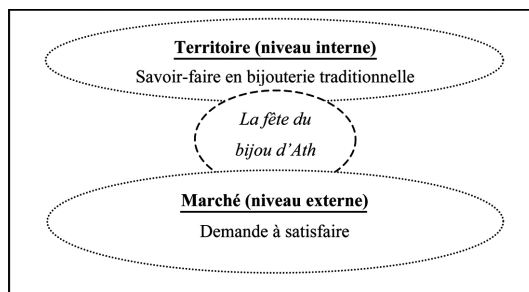 Territoire (niveau interne)
Savoir-faire en bijouterie traditionnelle
La fête du
bijou d'Ath
Marché (niveau externe)
Demande à satisfaire